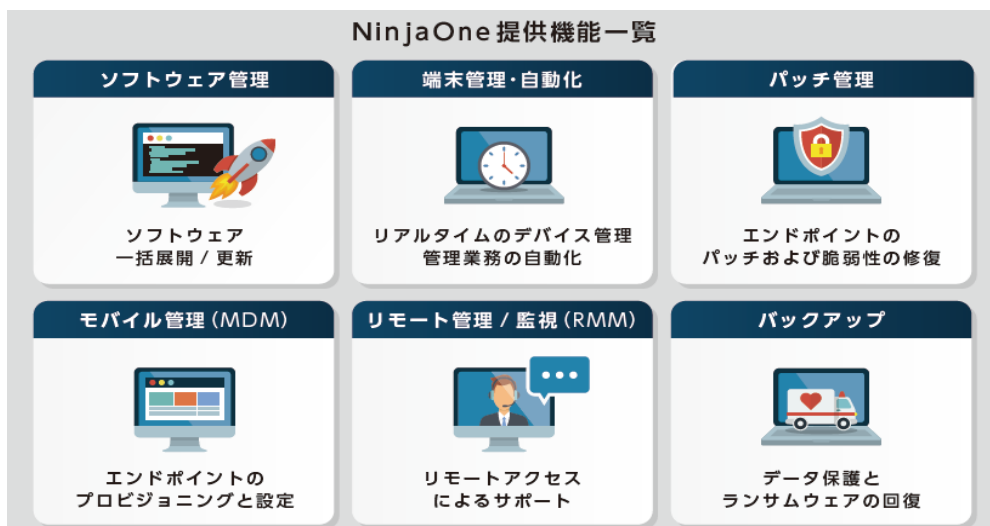 NinjaOne提供機能一覧
ソフトウェア管理
ソフトウェア
一括展開 / 更新
端末管理・自動化
リアルタイムのデバイス管理
管理業務の自動化
パッチ管理
エンドポイントの
パッチおよび脆弱性の修復
モバイル管理（MDM）
エンドポイントの
プロビジョニングと設定
リモート管理 / 監視（RMM）
リモートアクセス
によるサポート
バックアップ
データ保護と
ランサムウェアの回復